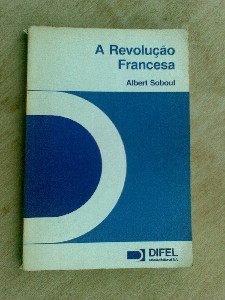 A Revolução
Francesa
Albert Soboul
DIFEL